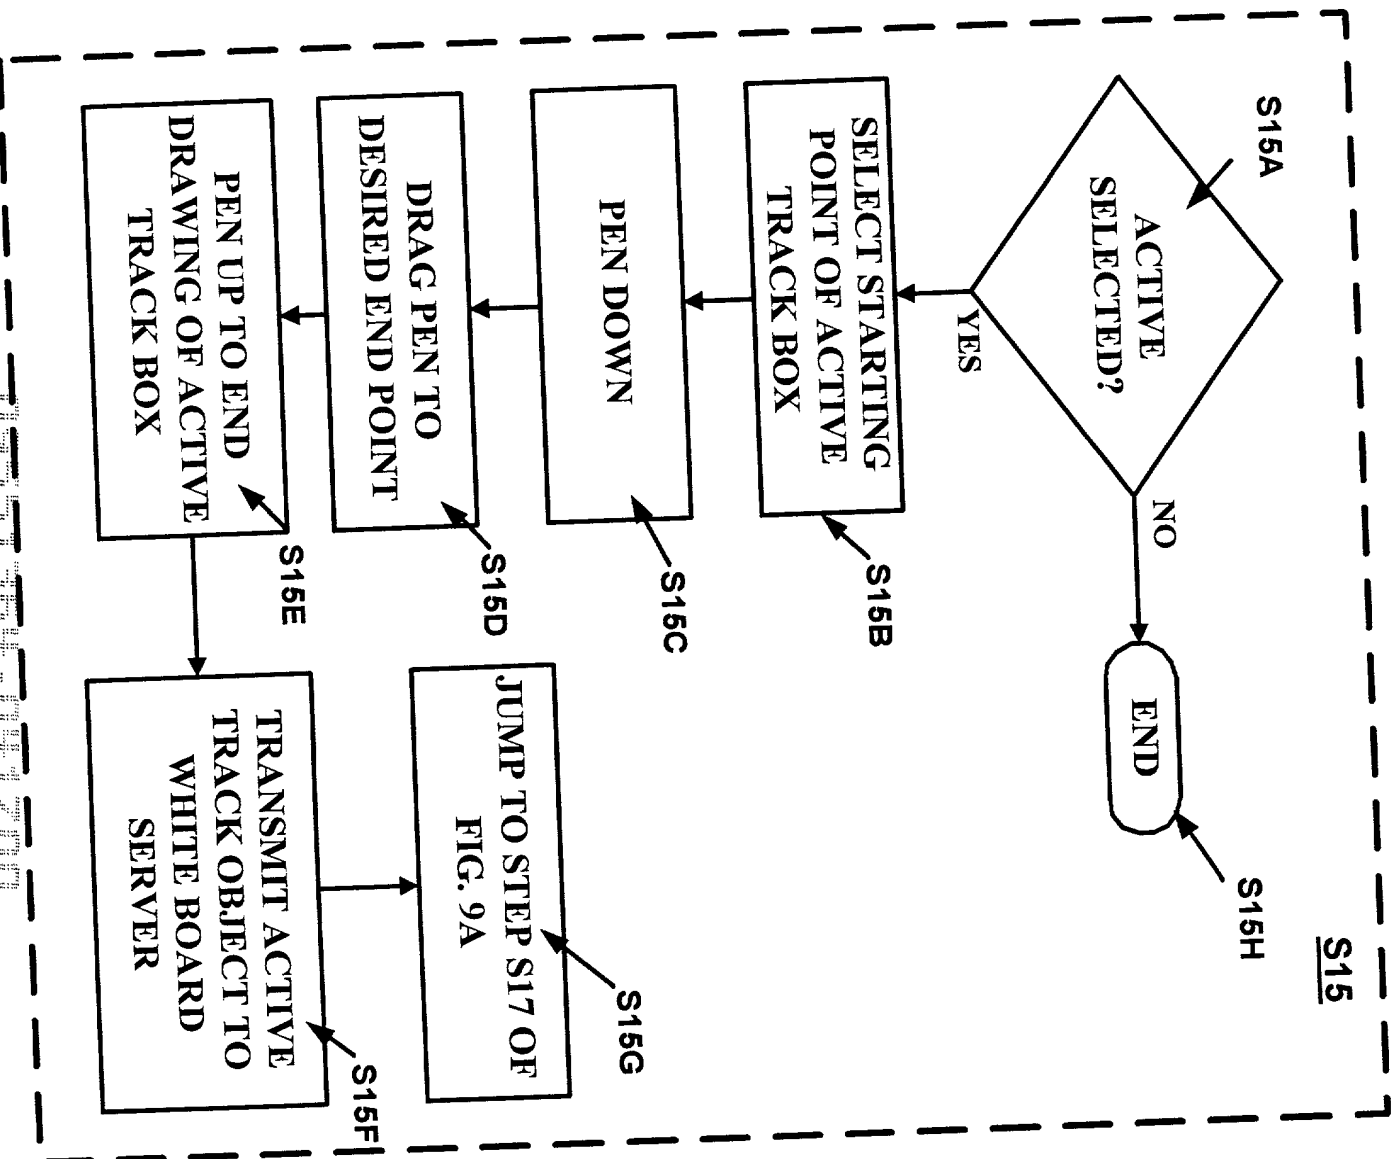 S15
S15A
ACTIVE
SELECTED?
NO
END
S15H
YES
SELECT STARTING
POINT OF ACTIVE
TRACK BOX
S15B
PEN DOWN
S15C
DRAG PEN TO
DESIRED END POINT
S15D
PEN UP TO END
DRAWING OF ACTIVE
TRACK BOX
S15E
JUMP TO STEP S17 OF
FIG. 9A
S15G
TRANSMIT ACTIVE
TRACK OBJECT TO
WHITE BOARD
SERVER
S15F